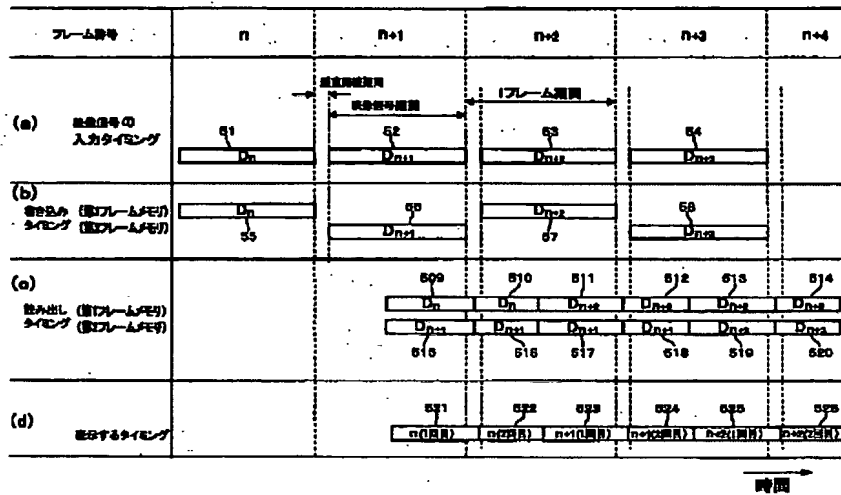 フレーム番号 n n+1 n+2 n+3 n+4
垂直帰線期間
映像信号期間
1フレーム期間
(a) 映像信号の
入力タイミング
51 52 53 54
Dn Dn+1 Dn+2 Dn+3
(b)
書き込み (第1フレームメモリ)
タイミング (第2フレームメモリ)
Dn Dn+2
55 56 57 58
Dn+1 Dn+3
(c)
読み出し (第1フレームメモリ)
タイミング (第2フレームメモリ)
509 510 511 512 513 514
Dn Dn Dn+2 Dn+2 Dn+2 Dn+2
Dn+1 Dn+1 Dn+1 Dn+1 Dn+3 Dn+3
515 516 517 518 519 520
(d)
表示するタイミング
521 522 523 524 525 526
n(1回目) n(2回目) n+1(1回目) n+1(2回目) n+2(1回目) n+2(2回目)
時間